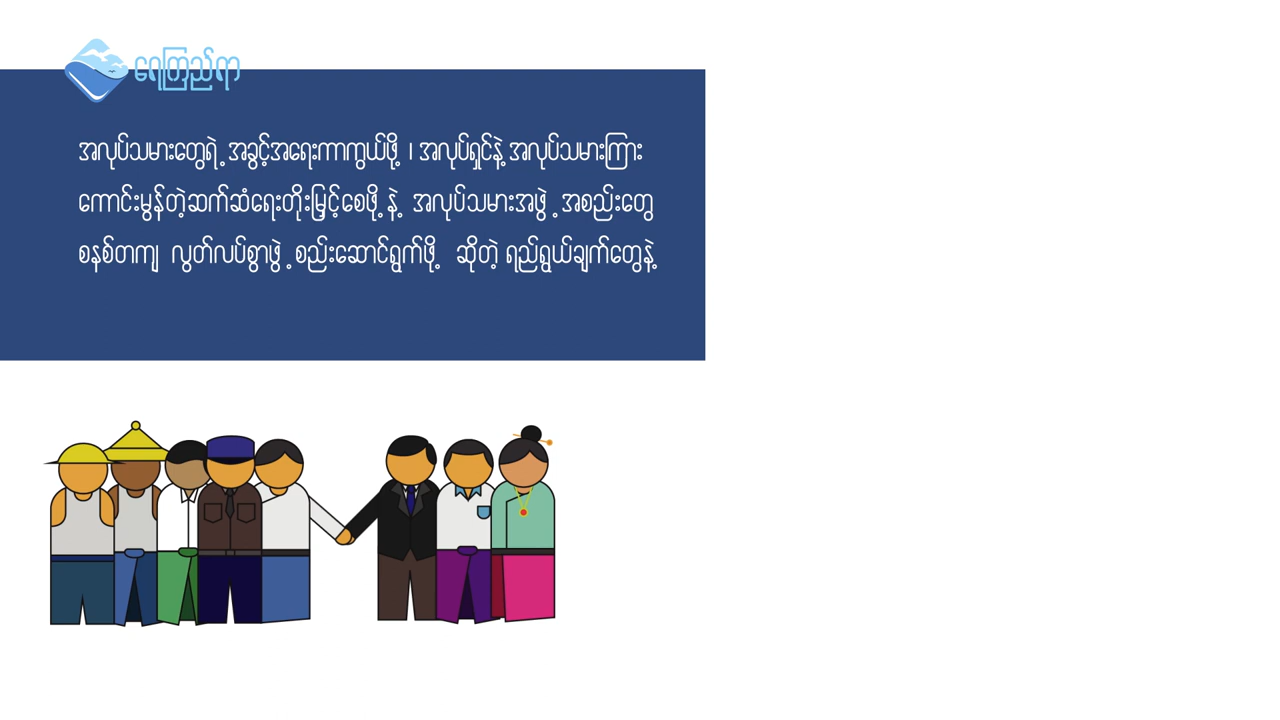 ရေကြည်ရာ
အလုပ်သမားတွေရဲ့ အခွင့်အရေးကာကွယ်ဖို့ ၊ အလုပ်ရှင်နဲ့ အလုပ်သမားကြား
ကောင်းမွန်တဲ့ဆက်ဆံရေးတိုးမြှင့်စေဖို့ နဲ့ အလုပ်သမားအဖွဲ့ အစည်းတွေ
စနစ်တကျ လွတ်လပ်စွာဖွဲ့ စည်းဆောင်ရွက်ဖို့ ဆိုတဲ့ ရည်ရွယ်ချက်တွေနဲ့